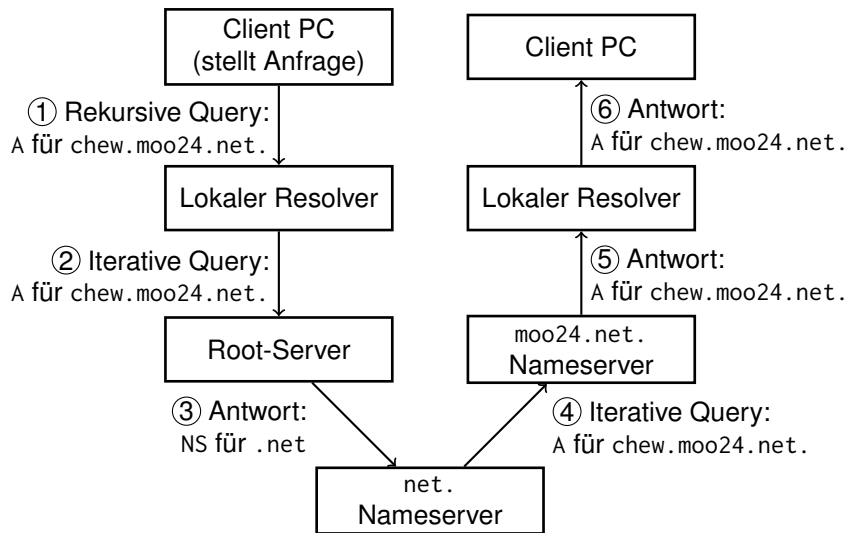 Client PC
(stellt Anfrage)
① Rekursive Query:
A für chew.moo24.net.
Lokaler Resolver
② Iterative Query:
A für chew.moo24.net.
Root-Server
③ Antwort:
NS für .net
net.
Nameserver
④ Iterative Query:
A für chew.moo24.net.
moo24.net.
Nameserver
⑤ Antwort:
A für chew.moo24.net.
Lokaler Resolver
⑥ Antwort:
A für chew.moo24.net.
Client PC